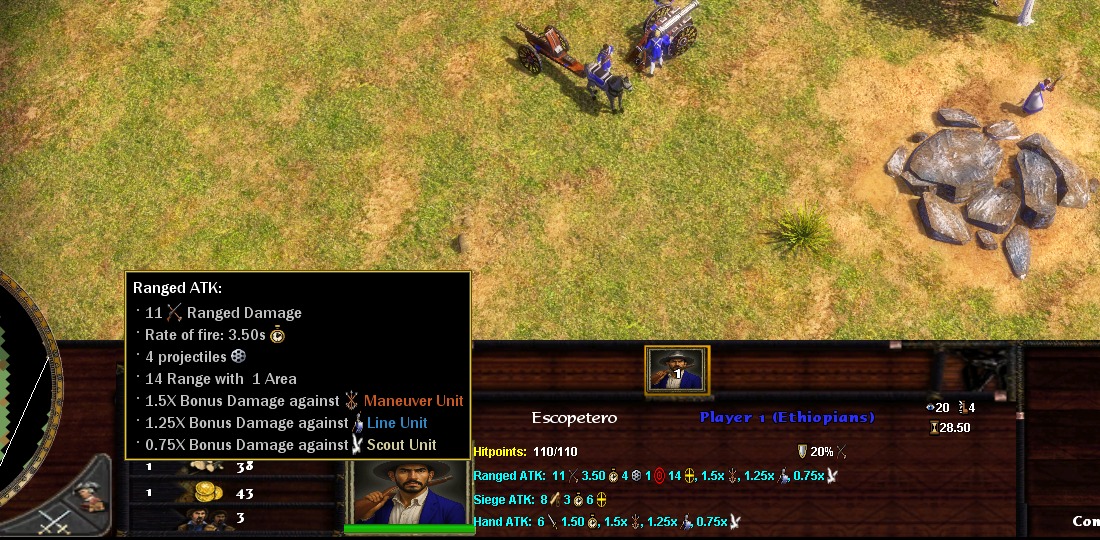 Ranged ATK:
· 11 Ranged Damage
· Rate of fire: 3.50s
· 4 projectiles
· 14 Range with 1 Area
· 1.5X Bonus Damage against Maneuver Unit
· 1.25X Bonus Damage against Line Unit
· 0.75X Bonus Damage against Scout Unit
1 38
1 43
3
1
Escopetero Player 1 (Ethiopians)
20 4
28.50
Hitpoints: 110/110 20%
Ranged ATK: 11 3.50 4 1 14 , 1.5x , 1.25x 0.75x
Siege ATK: 8 3 6
Hand ATK: 6 1.50 , 1.5x , 1.25x 0.75x
Con